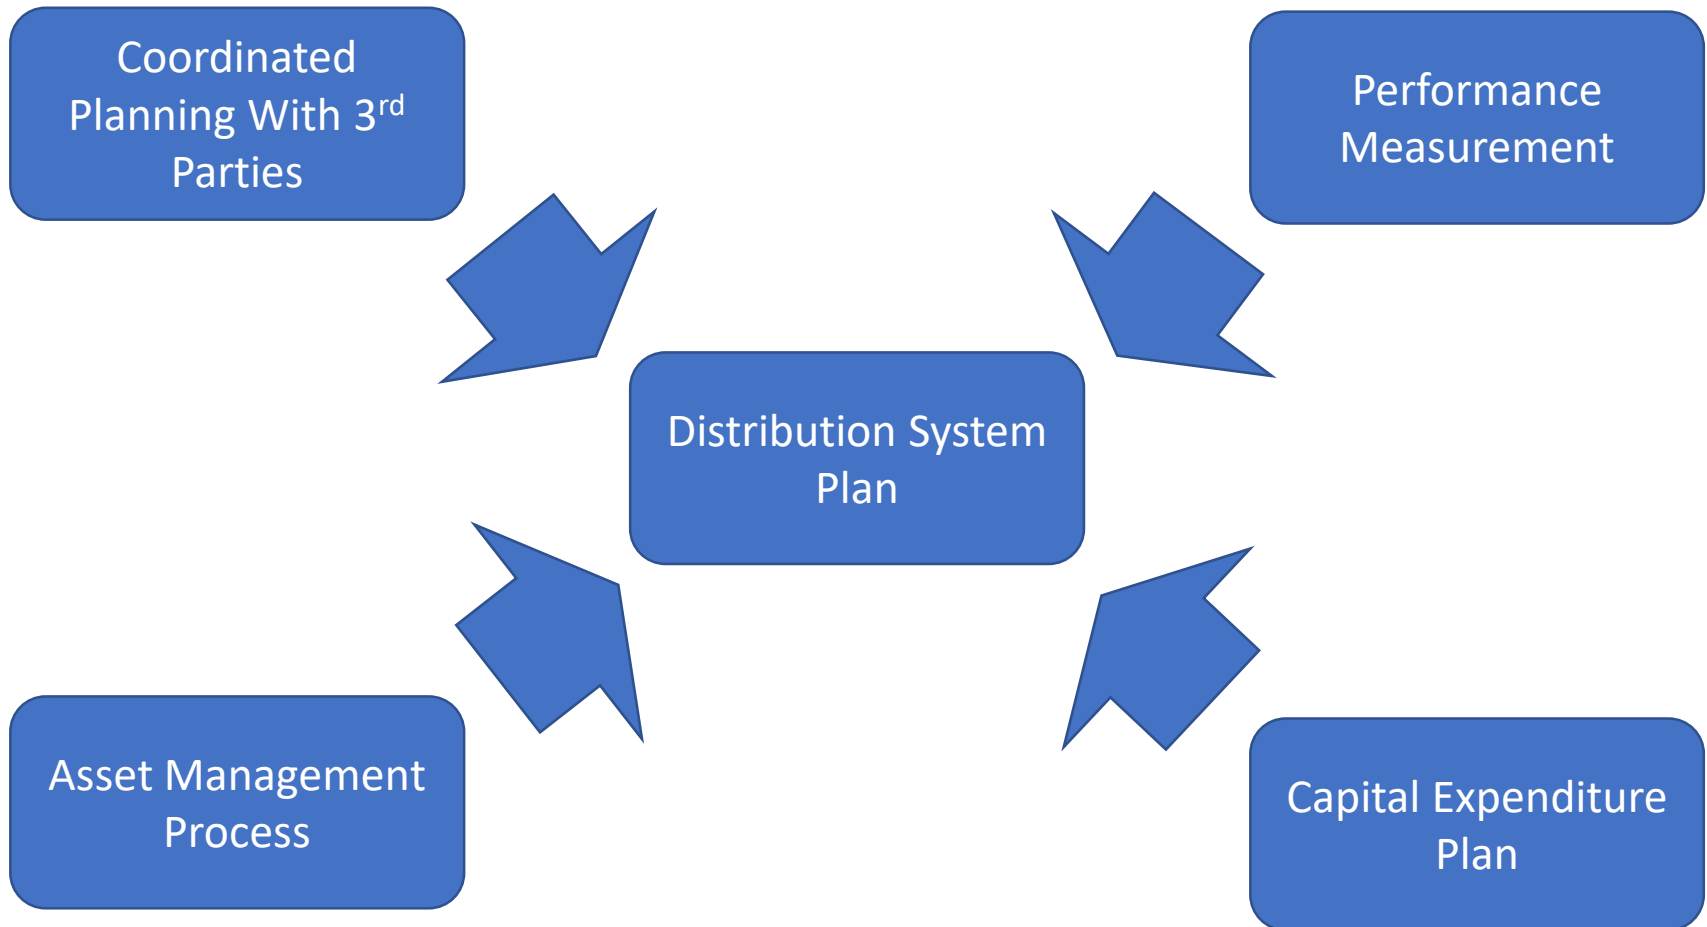 Coordinated
Planning With 3rd
Parties
Performance
Measurement
Distribution System
Plan
Asset Management
Process
Capital Expenditure
Plan